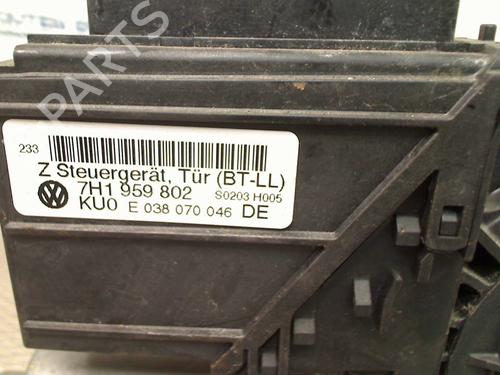 233
Z Steuergerät, Tür (BT-LL)
7H1 959 802 S0203 H005
KU0 E 038 070 046 DE
B-PARTS